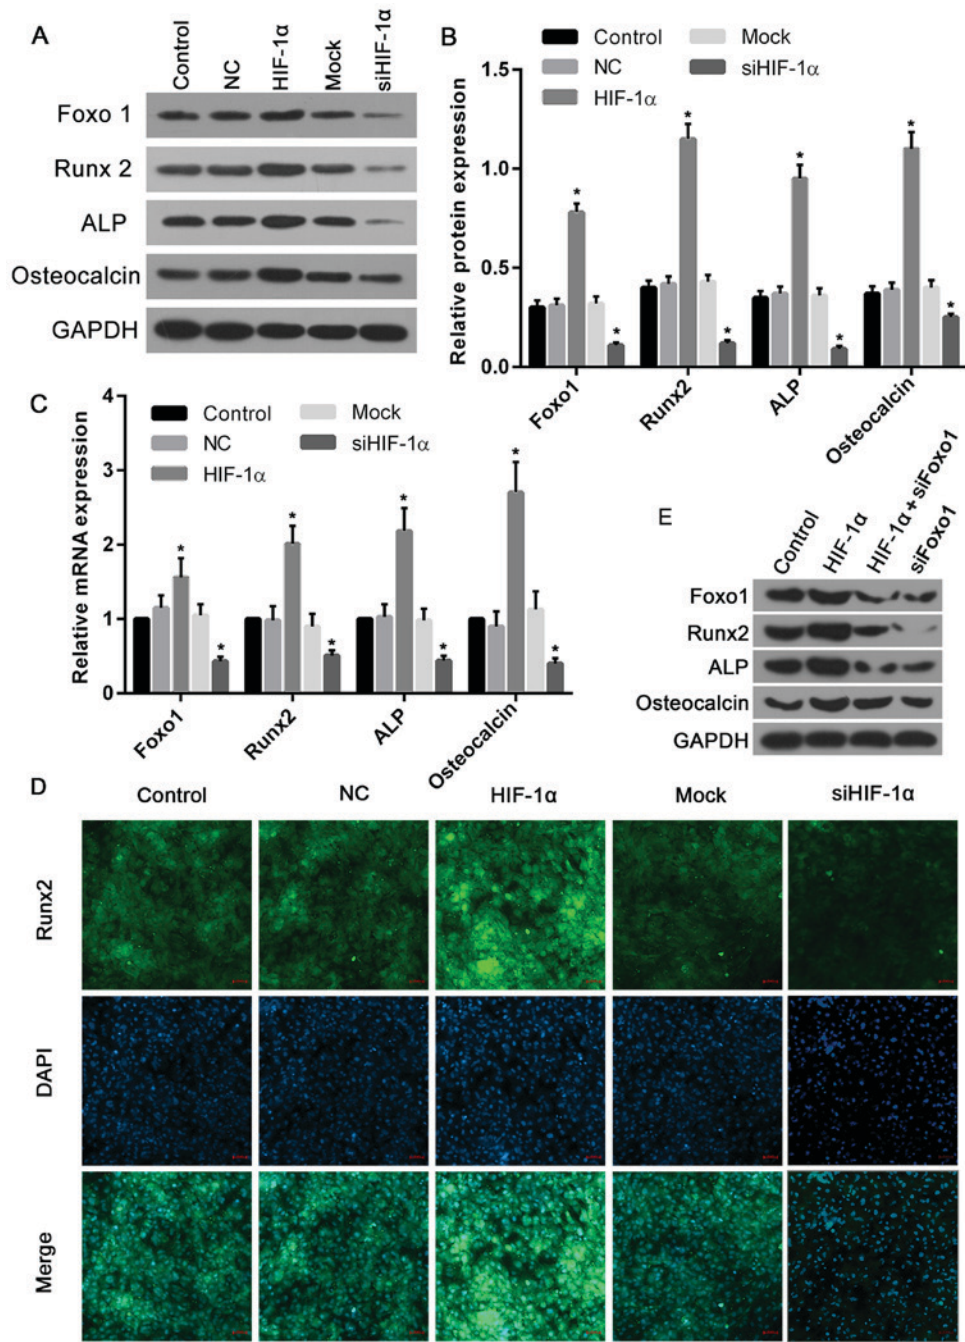 A
Control
NC
HIF-1α
Mock
siHIF-1α
Foxo 1
Runx 2
ALP
Osteocalcin
GAPDH
B
Control
NC
HIF-1α
Mock
siHIF-1α
Relative protein expression
1.5
1.0
0.5
0.0
* * * * * * * *
Foxo1
Runx2
ALP
Osteocalcin
C
Control
NC
HIF-1α
Mock
siHIF-1α
Relative mRNA expression
4
3
2
1
0
* * * * * * * *
Foxo1
Runx2
ALP
Osteocalcin
E
Control
HIF-1α
HIF-1α+siFoxo1
siFoxo1
Foxo1
Runx2
ALP
Osteocalcin
GAPDH
D
Control
NC
HIF-1α
Mock
siHIF-1α
Runx2
DAPI
Merge